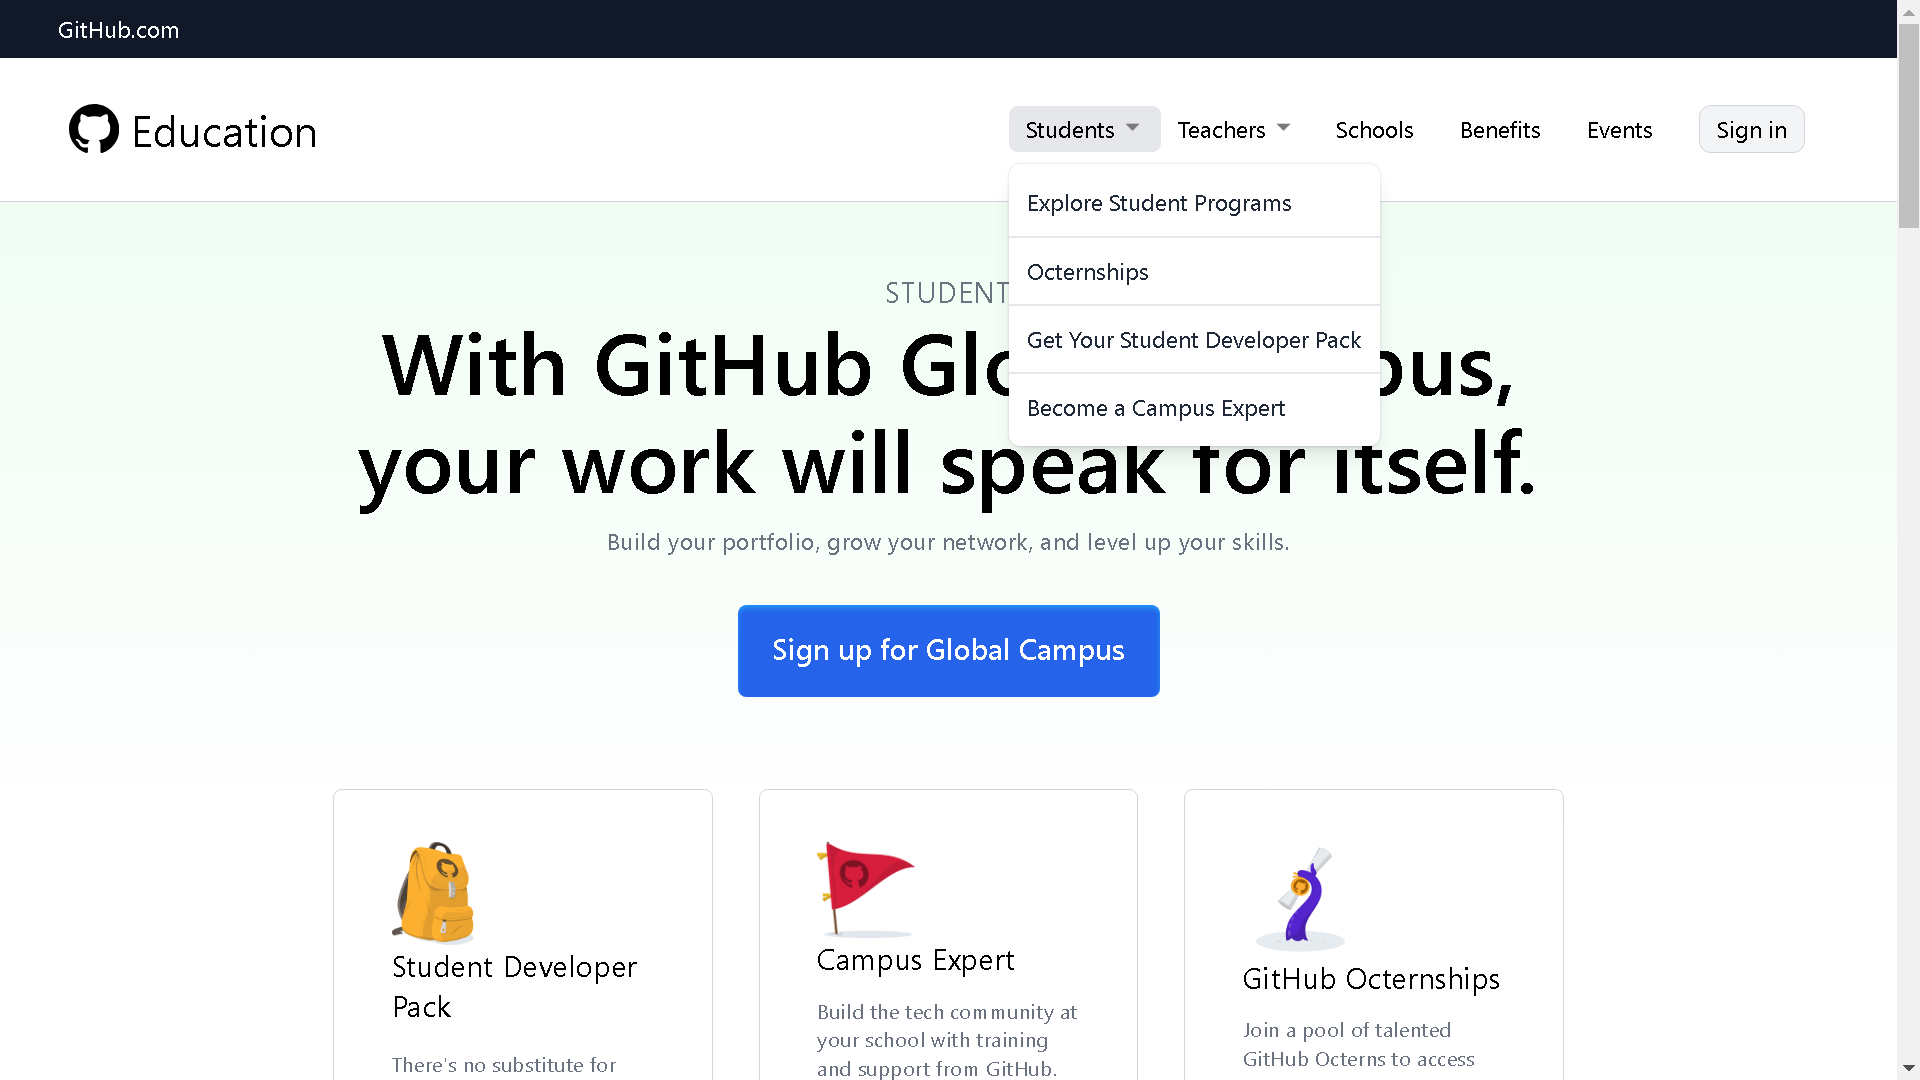 GitHub.com
Education
Students
Teachers
Schools
Benefits
Events
Sign in
Explore Student Programs
Octernships
Get Your Student Developer Pack
Become a Campus Expert
STUDENT
With GitHub
your work will speak for itself.
Build your portfolio, grow your network, and level up your skills.
Sign up for Global Campus
Student Developer
Pack
There's no substitute for
Campus Expert
Build the tech community at
your school with training
and support from GitHub.
GitHub Octernships
Join a pool of talented
GitHub Octerns to access